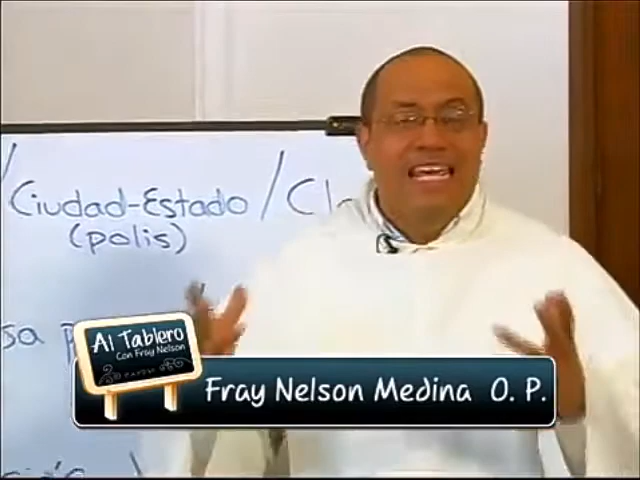 Ciudad-Estado /
(polis)
Al Tablero
Con Fray Nelson
Fray Nelson Medina O. P.